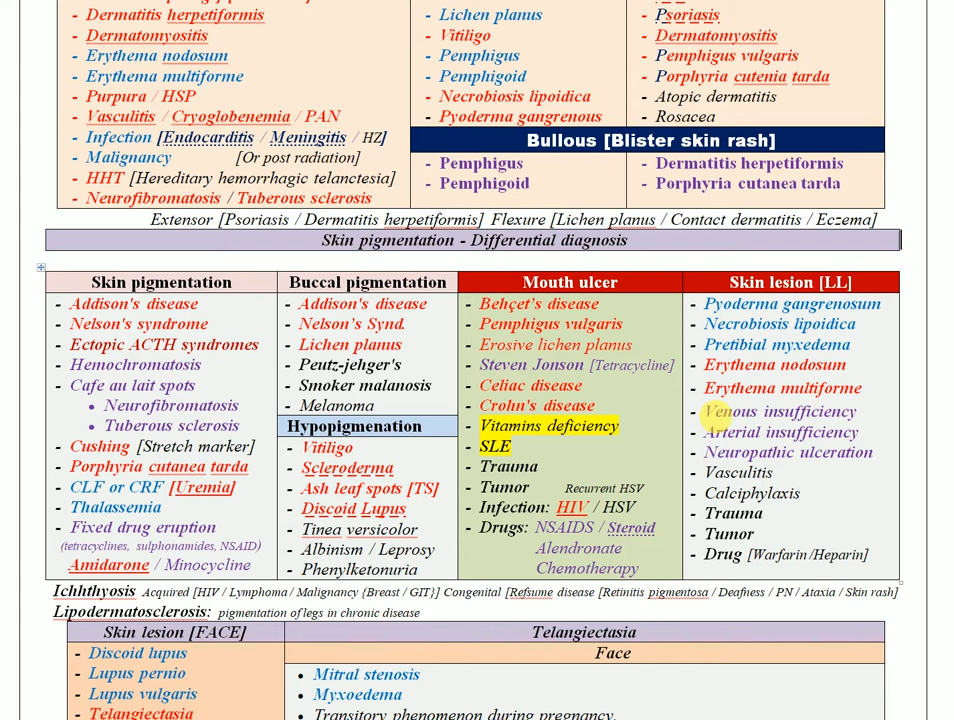 - Dermatitis herpetiformis
- Dermatomyositis
- Erythema nodosum
- Erythema multiforme
- Purpura / HSP
- Vasculitis / Cryoglobenemia / PAN
- Infection [Endocarditis / Meningitis / HZ]
- Malignancy [Or post radiation]
- HHT [Hereditary hemorrhagic telanctesia]
- Neurofibromatosis / Tuberous sclerosis
- Lichen planus
- Vitiligo
- Pemphigus
- Pemphigoid
- Necrobiosis lipoidica
- Pyoderma gangrenous
- Psoriasis
- Dermatomyositis
- Pemphigus vulgaris
- Porphyria cutenia tarda
- Atopic dermatitis
- Rosacea
Bullous [Blister skin rash]
- Pemphigus
- Pemphigoid
- Dermatitis herpetiformis
- Porphyria cutanea tarda
Extensor [Psoriasis / Dermatitis herpetiformis] Flexure [Lichen planus / Contact dermatitis / Eczema]
Skin pigmentation - Differential diagnosis
Skin pigmentation
- Addison's disease
- Nelson's syndrome
- Ectopic ACTH syndromes
- Hemochromatosis
- Cafe au lait spots
• Neurofibromatosis
• Tuberous sclerosis
- Cushing [Stretch marker]
- Porphyria cutanea tarda
- CLF or CRF [Uremia]
- Thalassemia
- Fixed drug eruption
(tetracyclines, sulphonamides, NSAID)
Amidarone / Minocycline
Buccal pigmentation
- Addison's disease
- Nelson's Synd.
- Lichen planus
- Peutz-jehger's
- Smoker malanosis
- Melanoma
Hypopigmenation
- Vitiligo
- Scleroderma
- Ash leaf spots [TS]
- Discoid Lupus
- Tinea versicolor
- Albinism / Leprosy
- Phenylketonuria
Mouth ulcer
- Behçet's disease
- Pemphigus vulgaris
- Erosive lichen planus
- Steven Jonson [Tetracycline]
- Celiac disease
- Crohn's disease
- Vitamins deficiency
- SLE
- Trauma
- Tumor Recurrent HSV
- Infection: HIV / HSV
- Drugs: NSAIDS / Steroid
Alendronate
Chemotherapy
Skin lesion [LL]
- Pyoderma gangrenosum
- Necrobiosis lipoidica
- Pretibial myxedema
- Erythema nodosum
- Erythema multiforme
- Venous insufficiency
- Arterial insufficiency
- Neuropathic ulceration
- Vasculitis
- Calciphylaxis
- Trauma
- Tumor
- Drug [Warfarin /Heparin]
Ichhthyosis Acquired [HIV / Lymphoma / Malignancy {Breast / GIT}] Congenital [Refsume disease [Retinitis pigmentosa / Deafness / PN / Ataxia / Skin rash]
Lipodermatosclerosis: pigmentation of legs in chronic disease
Skin lesion [FACE]
- Discoid lupus
- Lupus pernio
- Lupus vulgaris
- Telangiectasia
Telangiectasia
Face
• Mitral stenosis
• Myxoedema
• Transitory phenomenon during pregnancy.